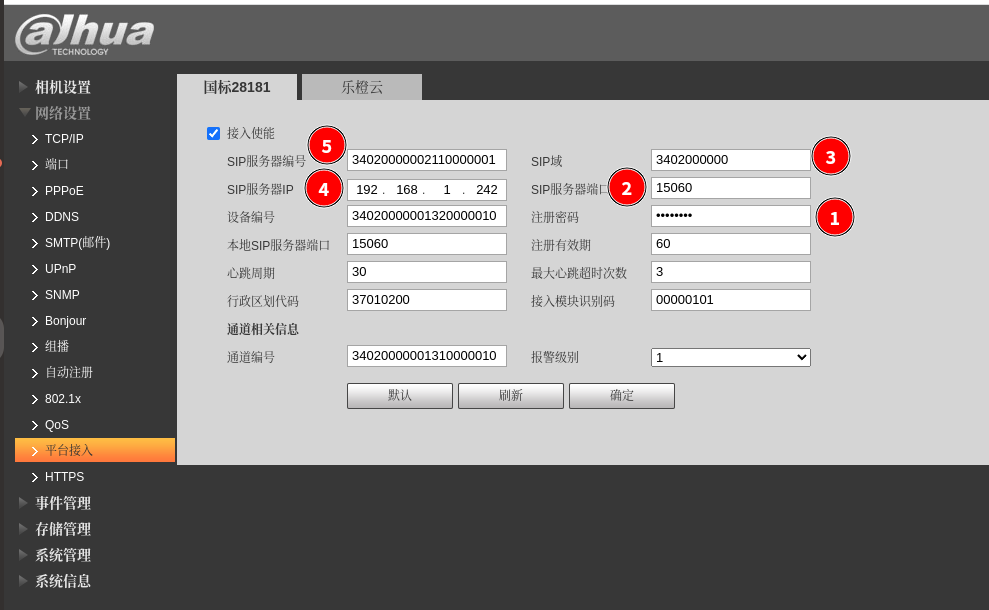 alhua
TECHNOLOGY
相机设置
网络设置
TCP/IP
端口
PPPoE
DDNS
SMTP(邮件)
UPnP
SNMP
Bonjour
组播
自动注册
802.1x
QoS
平台接入
HTTPS
事件管理
存储管理
系统管理
系统信息
国标28181 乐橙云
接入使能
SIP服务器编号 5 34020000002110000001 SIP域 3402000000 3
SIP服务器IP 4 192 . 168 . 1 . 242 SIP服务器端口 2 15060
设备编号 34020000001320000010 注册密码 •••••••• 1
本地SIP服务器端口 15060 注册有效期 60
心跳周期 30 最大心跳超时次数 3
行政区划代码 37010200 接入模块识别码 00000101
通道相关信息
通道编号 34020000001310000010 报警级别 1
默认 刷新 确定